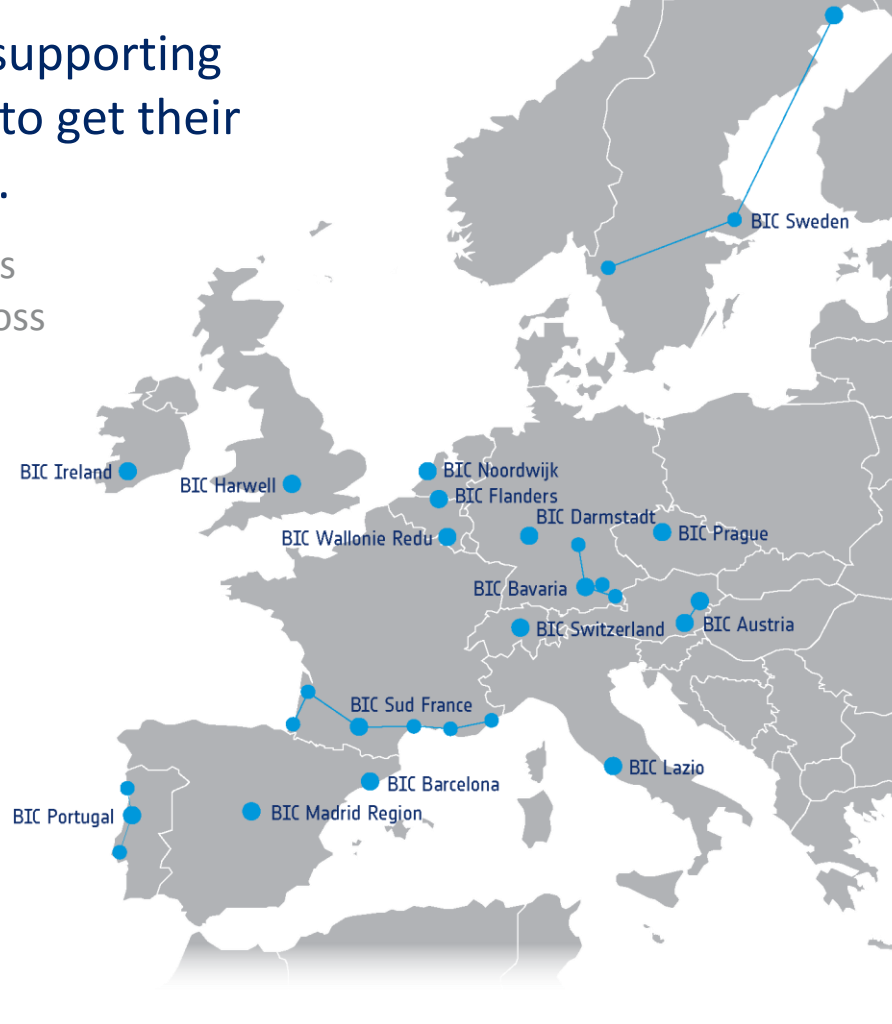 supporting
to get their
.
s
oss
BIC Sweden
BIC Ireland
BIC Harwell
BIC Noordwijk
BIC Flanders
BIC Darmstadt
BIC Wallonie Redu
BIC Prague
BIC Bavaria
BIC Switzerland
BIC Austria
BIC Sud France
BIC Lazio
BIC Barcelona
BIC Madrid Region
BIC Portugal